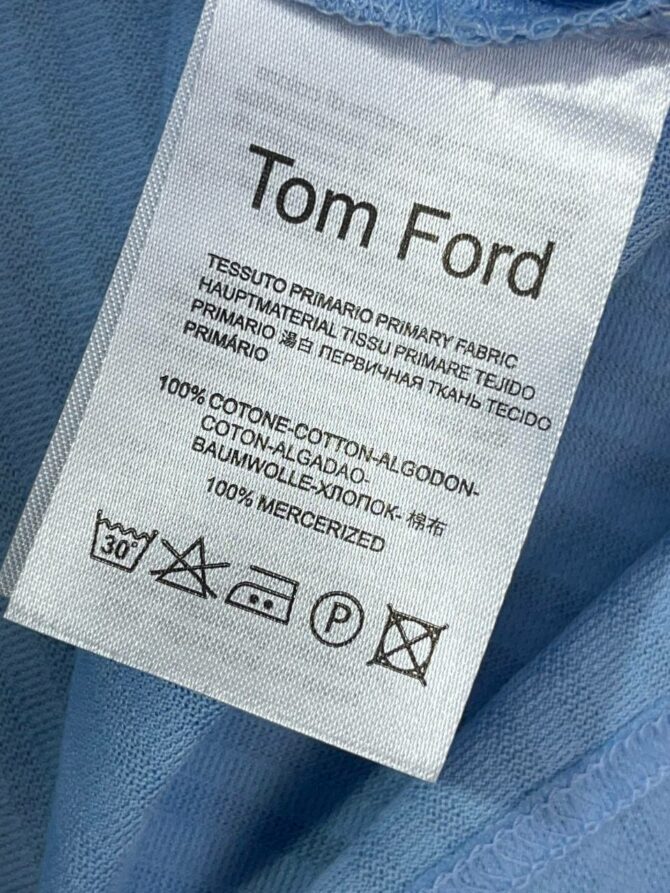 Tom Ford
TESSUTO PRIMARIO PRIMARY FABRIC
HAUPTMATERIAL TISSU PRIMARE TEJIDO
PRIMARIO 湯白 ПЕРВИЧНАЯ ТКАНЬ TECIDO
PRIMÁRIO
100% COTONE-COTTON-ALGODON-
COTON-ALGADAO-
BAUMWOLLE-ХЛОПОК- 棉布
100% MERCERIZED
30° P